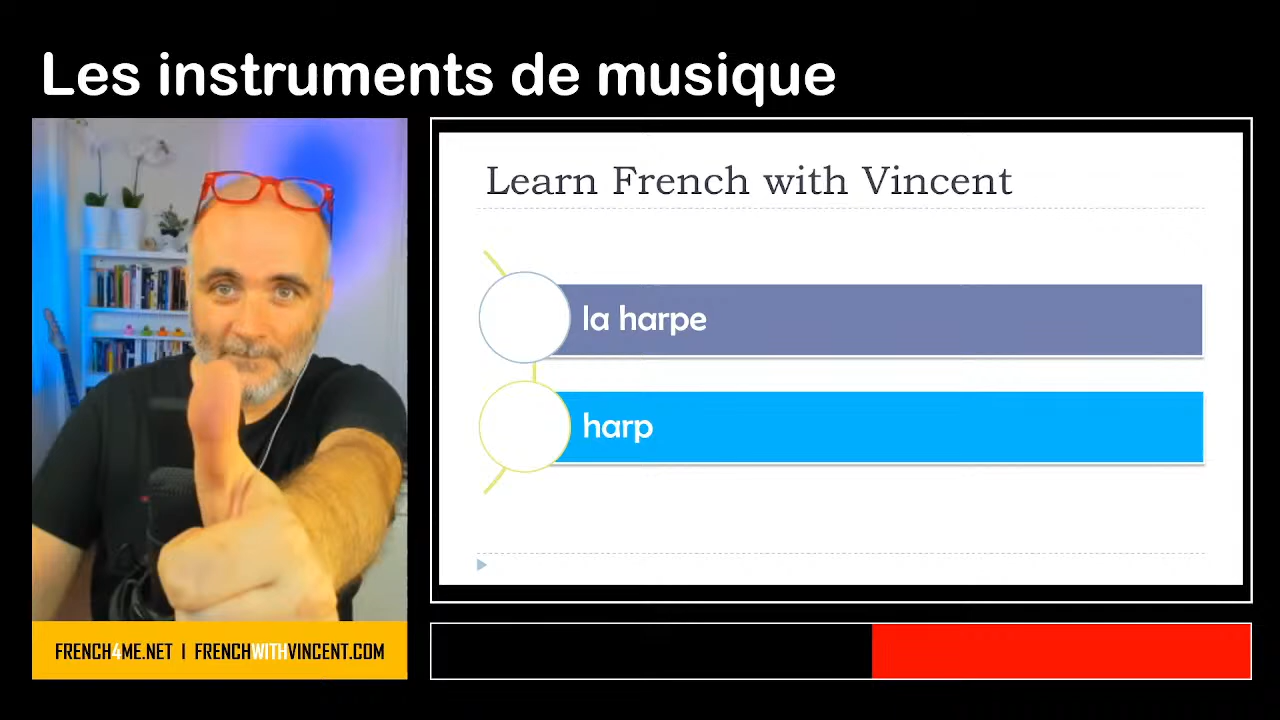 Les instruments de musique
Learn French with Vincent
la harpe
harp
FRENCH4ME.NET | FRENCHWITHVINCENT.COM